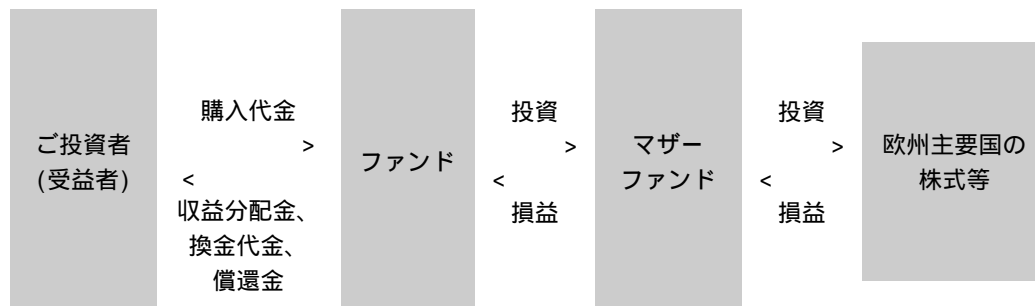 ご投資者
(受益者)
購入代金
>
<
収益分配金、
換金代金、
償還金
ファンド
投資
>
<
損益
マザー
ファンド
投資
>
<
損益
欧州主要国の
株式等